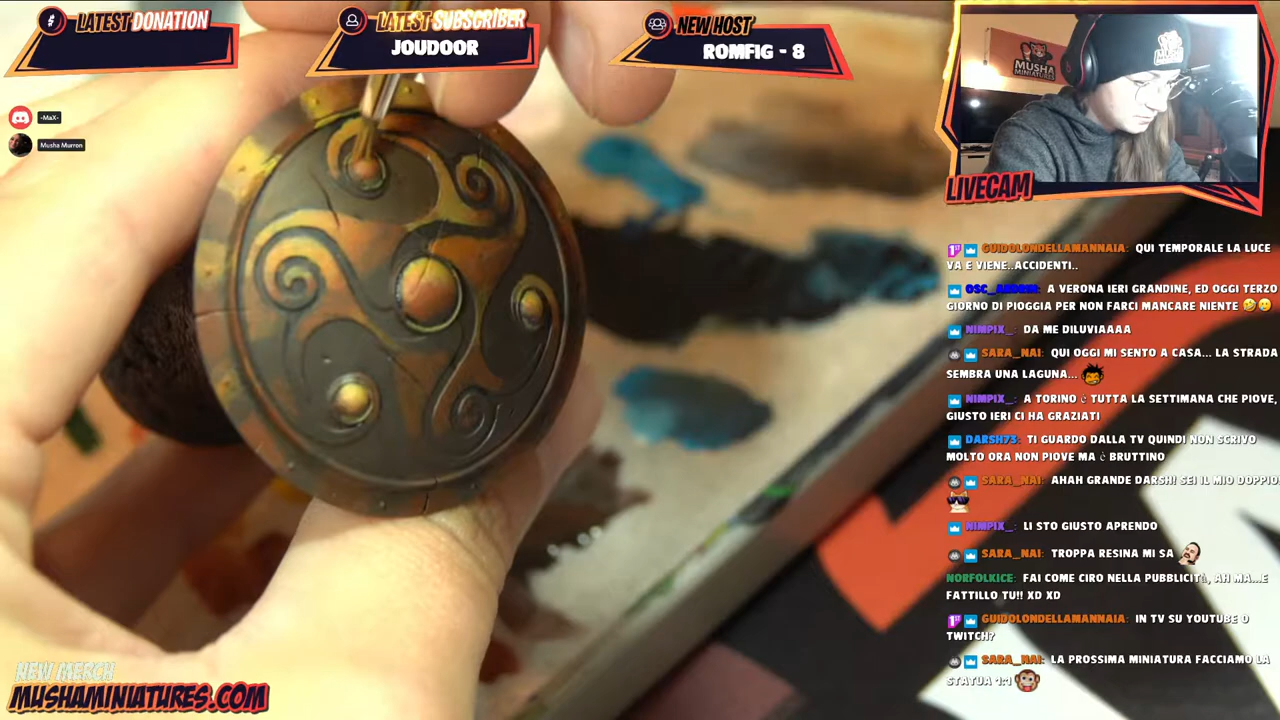 LATEST DONATION
LATEST SUBSCRIBER
JOUDOOR
NEW HOST
ROMFIG - 8
-MaX-
Musha Murron
MUSHA
MINIATURES
LIVECAM
GUIDOLONDELLAMANNAIA: QUI TEMPORALE LA LUCE
VA E VIENE..ACCIDENTI..
A VERONA IERI GRANDINE, ED OGGI TERZO
GIORNO DI PIOGGIA PER NON FARCI MANCARE NIENTE 🤣🥲
NIMPIX_: DA ME DILUVIAAAA
SARA_NAI: QUI OGGI MI SENTO A CASA... LA STRADA
SEMBRA UNA LAGUNA...
NIMPIX_: A TORINO è TUTTA LA SETTIMANA CHE PIOVE,
GIUSTO IERI CI HA GRAZIATI
DARSH73: TI GUARDO DALLA TV QUINDI NON SCRIVO
MOLTO ORA NON PIOVE MA è BRUTTINO
SARA_NAI: AHAH GRANDE DARSH! SEI IL MIO DOPPIO
NIMPIX_: LI STO GIUSTO APRENDO
SARA_NAI: TROPPA RESINA MI SA
NORFOLKICE: FAI COME CIRO NELLA PUBBLICITà, AH MA...E
FATTILLO TU!! XD XD
GUIDOLONDELLAMANNAIA: IN TV SU YOUTUBE O
TWITCH?
SARA_NAI: LA PROSSIMA MINIATURA FACCIAMO LA
STATUA 1:1
NEW MERCH
MUSHAMINIATURES.COM